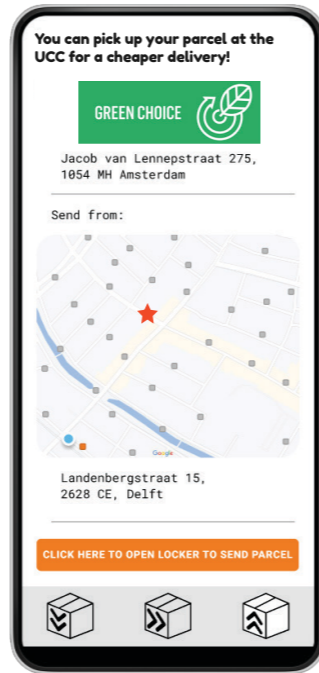 You can pick up your parcel at the
UCC for a cheaper delivery!
GREEN CHOICE
Jacob van Lennepstraat 275,
1054 MH Amsterdam
Send from:
Google
Landenbergstraat 15,
2628 CE, Delft
CLICK HERE TO OPEN LOCKER TO SEND PARCEL